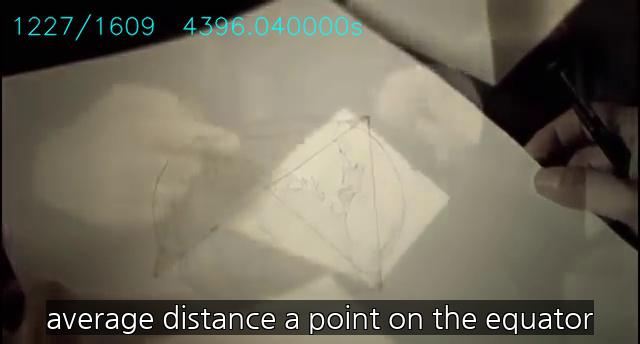 1227/1609 4396.040000s
average distance a point on the equator